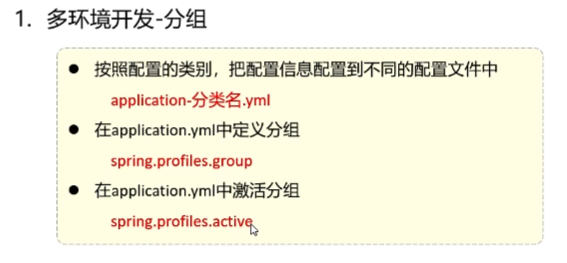 1. 多环境开发-分组
● 按照配置的类别，把配置信息配置到不同的配置文件中
application-分类名.yml
● 在application.yml中定义分组
spring.profiles.group
● 在application.yml中激活分组
spring.profiles.active